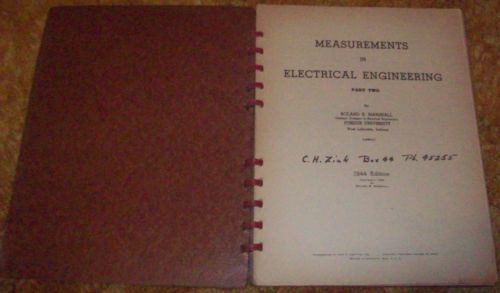 MEASUREMENTS
IN
ELECTRICAL ENGINEERING
PART TWO
By
ROLAND E. MARSHALL
PURDUE UNIVERSITY
West Lafayette, Indiana
C.H. Zink Box 44 Ph. 95255
1944 Edition